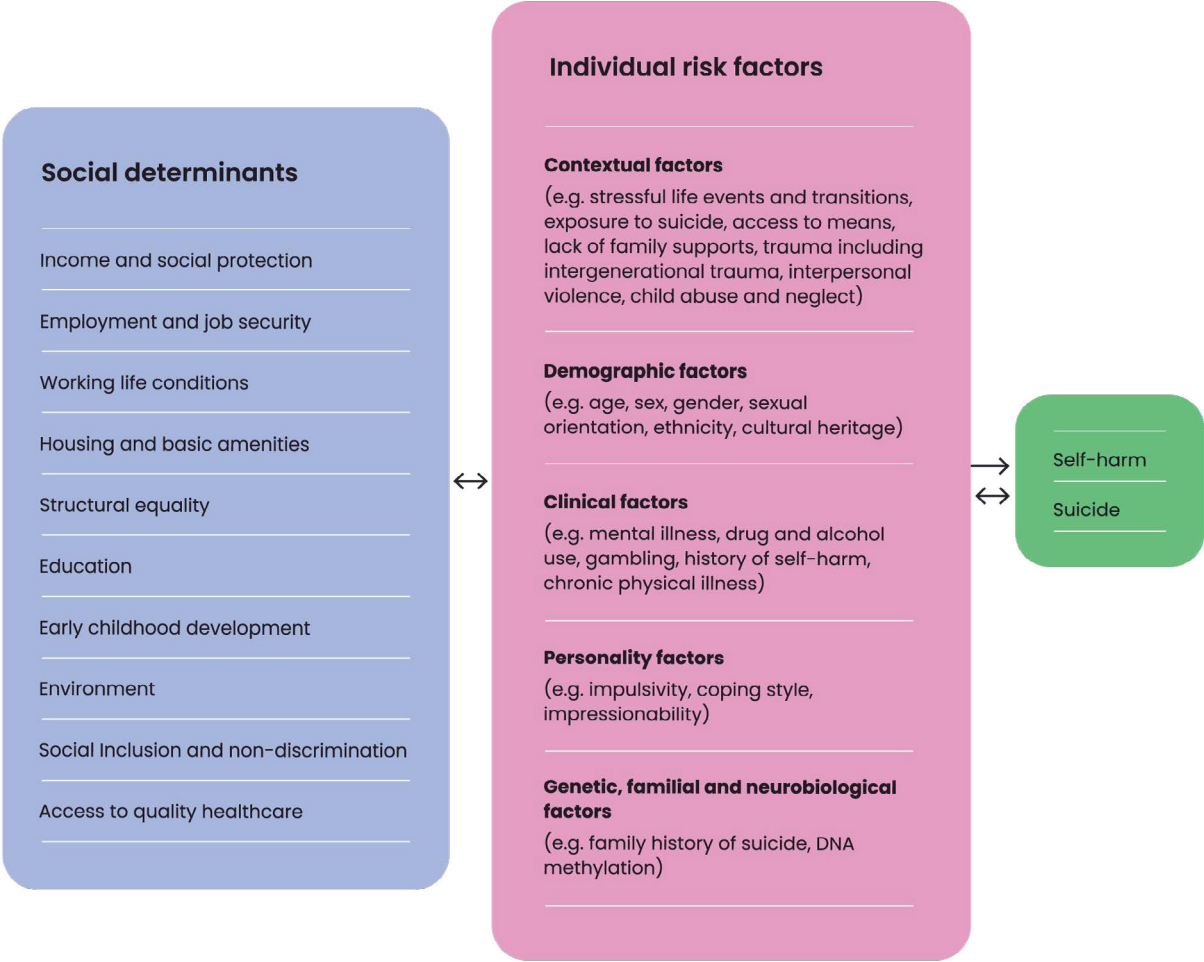 Social determinants
Income and social protection
Employment and job security
Working life conditions
Housing and basic amenities
Structural equality
Education
Early childhood development
Environment
Social Inclusion and non-discrimination
Access to quality healthcare
Individual risk factors
Contextual factors
(e.g. stressful life events and transitions,
exposure to suicide, access to means,
lack of family supports, trauma including
intergenerational trauma, interpersonal
violence, child abuse and neglect)
Demographic factors
(e.g. age, sex, gender, sexual
orientation, ethnicity, cultural heritage)
Clinical factors
(e.g. mental illness, drug and alcohol
use, gambling, history of self-harm,
chronic physical illness)
Personality factors
(e.g. impulsivity, coping style,
impressionability)
Genetic, familial and neurobiological
factors
(e.g. family history of suicide, DNA
methylation)
Self-harm
Suicide